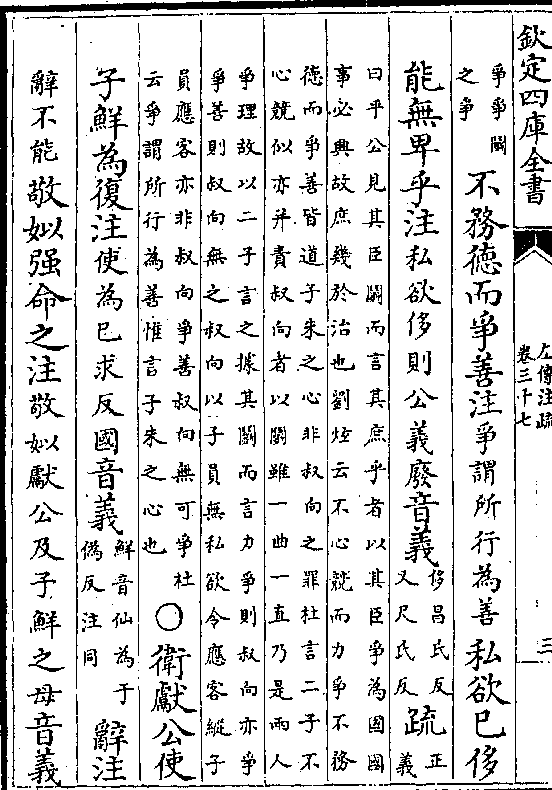 欽定四庫全書
左傳注疏
卷三十七
三
爭爭鬬
之爭
不務德而爭善注爭謂所行為善私欲已侈
能無卑乎注私欲侈則公義廢音義
侈昌氏反
又尺氏反
疏
正
義
曰平公見其臣鬬而言其庶乎者以其臣爭為國國
事必興故庶幾於治也劉炫云不心競而力爭不務
德而爭善皆道子朱之心非叔向之罪杜言二子不
心競似亦并責叔向者以鬬雖一曲一直乃是兩人
爭理故以二子言之據其鬬而言力爭則叔向亦爭
爭善則叔向無之叔向以子員無私欲令應客縱子
員應客亦非叔向爭善叔向無可爭杜
云爭謂所行為善惟言子朱之心也
○衛獻公使
子鮮為復注使為已求反國音義
鮮音仙為于
偽反注同
辭注
辭不能敬姒强命之注敬姒獻公及子鮮之母音義